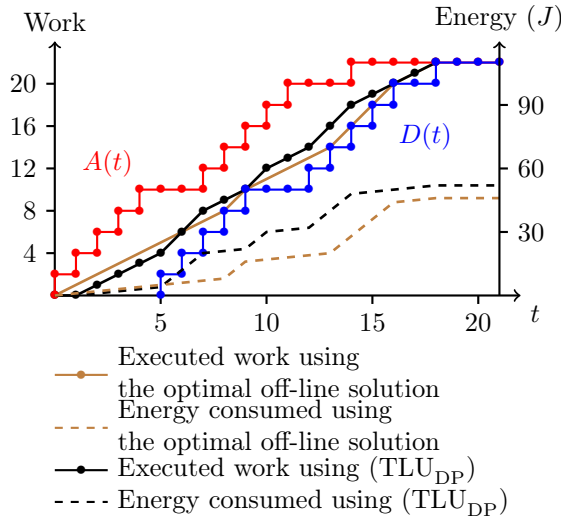 Work
Energy (J)
20
16
12
8
4
90
60
30
A(t)
D(t)
5
10
15
20
t
Executed work using
the optimal off-line solution
Energy consumed using
the optimal off-line solution
Executed work using (TLU_DP)
Energy consumed using (TLU_DP)